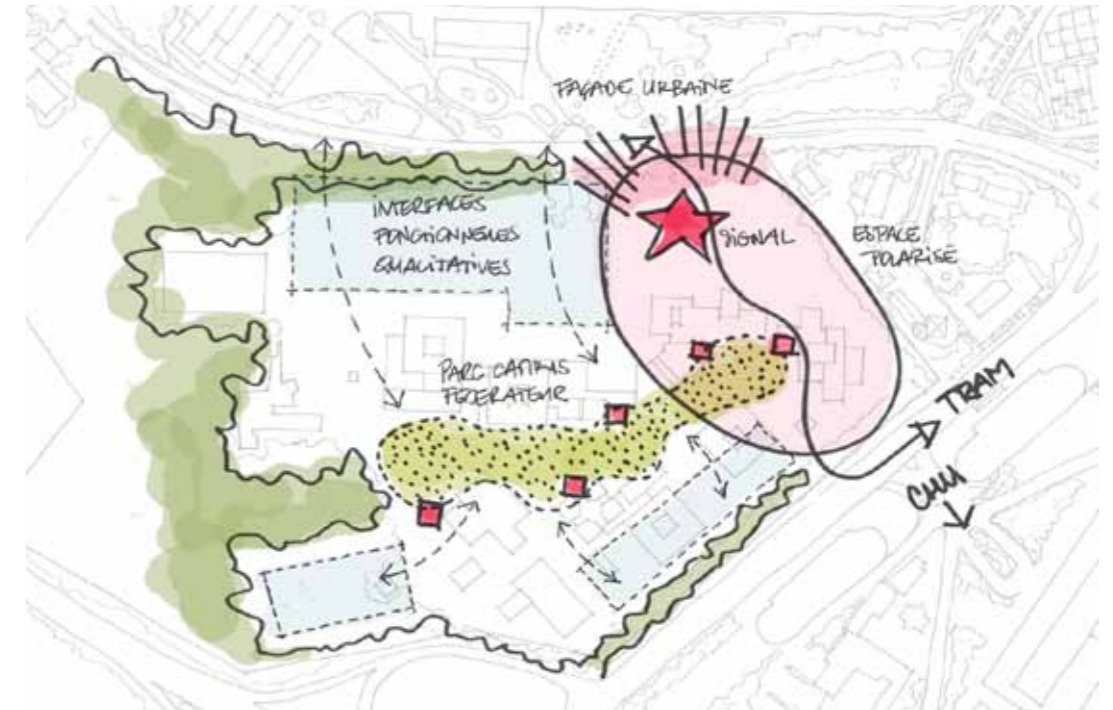 FAÇADE URBAINE
INTERFACES
FONCTIONNELLES
QUALITATIVES
SIGNAL
ESPACE
POLARISÉ
PARC CAMPUS
FÉDÉRATEUR
TRAM
CHU